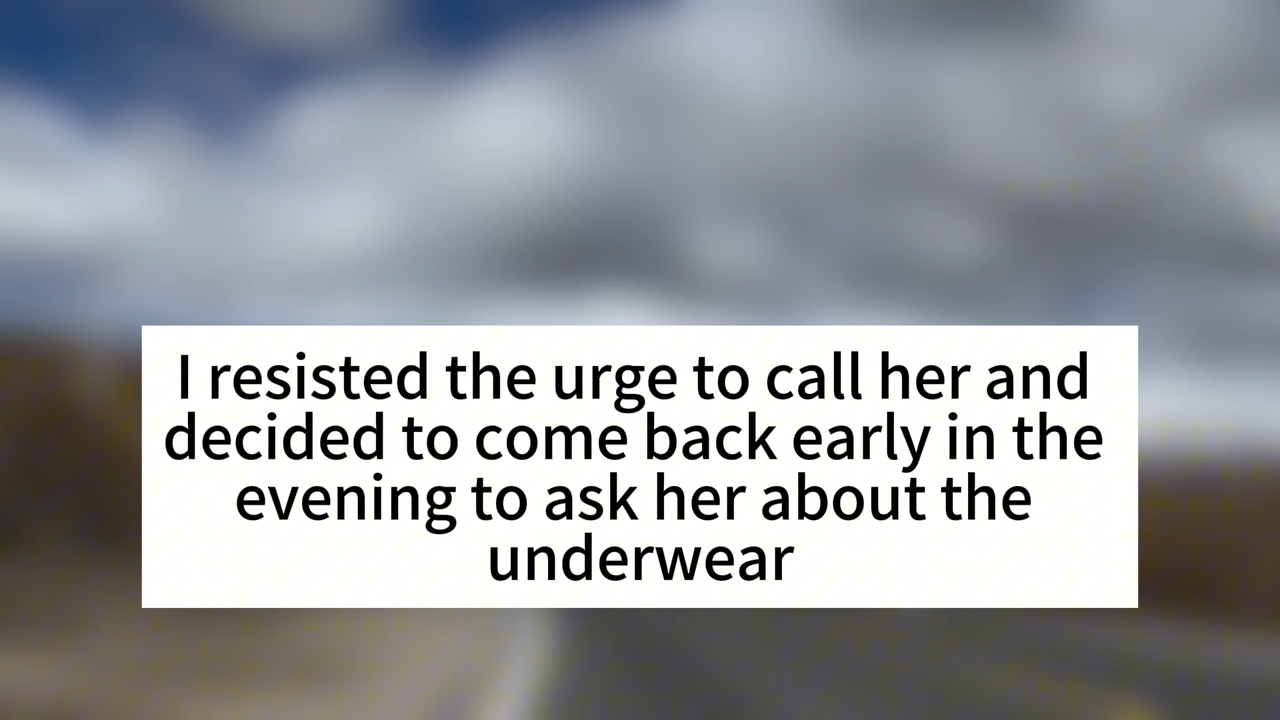 I resisted the urge to call her and
decided to come back early in the
evening to ask her about the
underwear